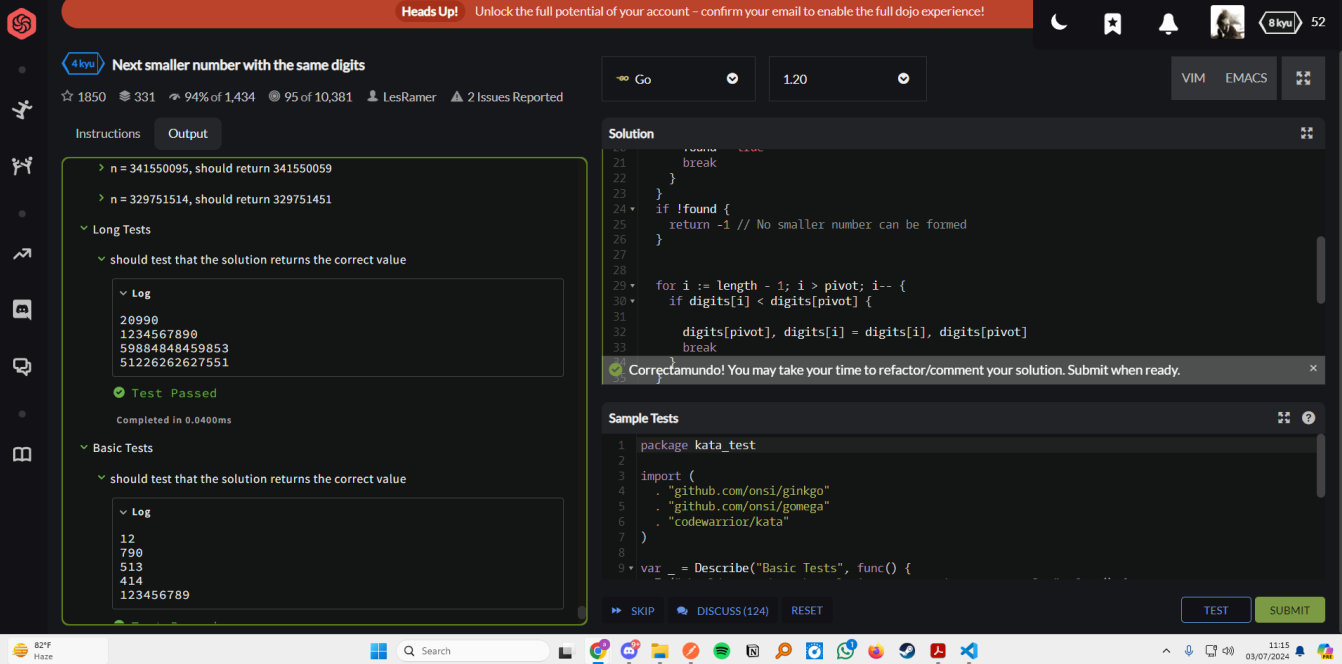 Heads Up! Unlock the full potential of your account – confirm your email to enable the full dojo experience!
8 kyu 52
4 kyu Next smaller number with the same digits
1850 331 94% of 1,434 95 of 10,381 LesRamer 2 Issues Reported
Instructions Output
n = 341550095, should return 341550059
n = 329751514, should return 329751451
Long Tests
should test that the solution returns the correct value
Log
20990
1234567890
59884848459853
51226262627551
Test Passed
Completed in 0.0400ms
Basic Tests
should test that the solution returns the correct value
Log
12
790
513
414
123456789
Go 1.20 VIM EMACS
Solution
21 break
22 }
23 }
24 if !found {
25 return -1 // No smaller number can be formed
26 }
27
28
29 for i := length - 1; i > pivot; i-- {
30 if digits[i] < digits[pivot] {
31
32 digits[pivot], digits[i] = digits[i], digits[pivot]
33 break
34 }
35 }
Correctamundo! You may take your time to refactor/comment your solution. Submit when ready. ×
Sample Tests
1 package kata_test
2
3 import (
4 . "github.com/onsi/ginkgo"
5 . "github.com/onsi/gomega"
6 . "codewarrior/kata"
7 )
8
9 var _ = Describe("Basic Tests", func() {
SKIP DISCUSS (124) RESET TEST SUBMIT
82°F
Haze
Search
11:15
03/07/2024